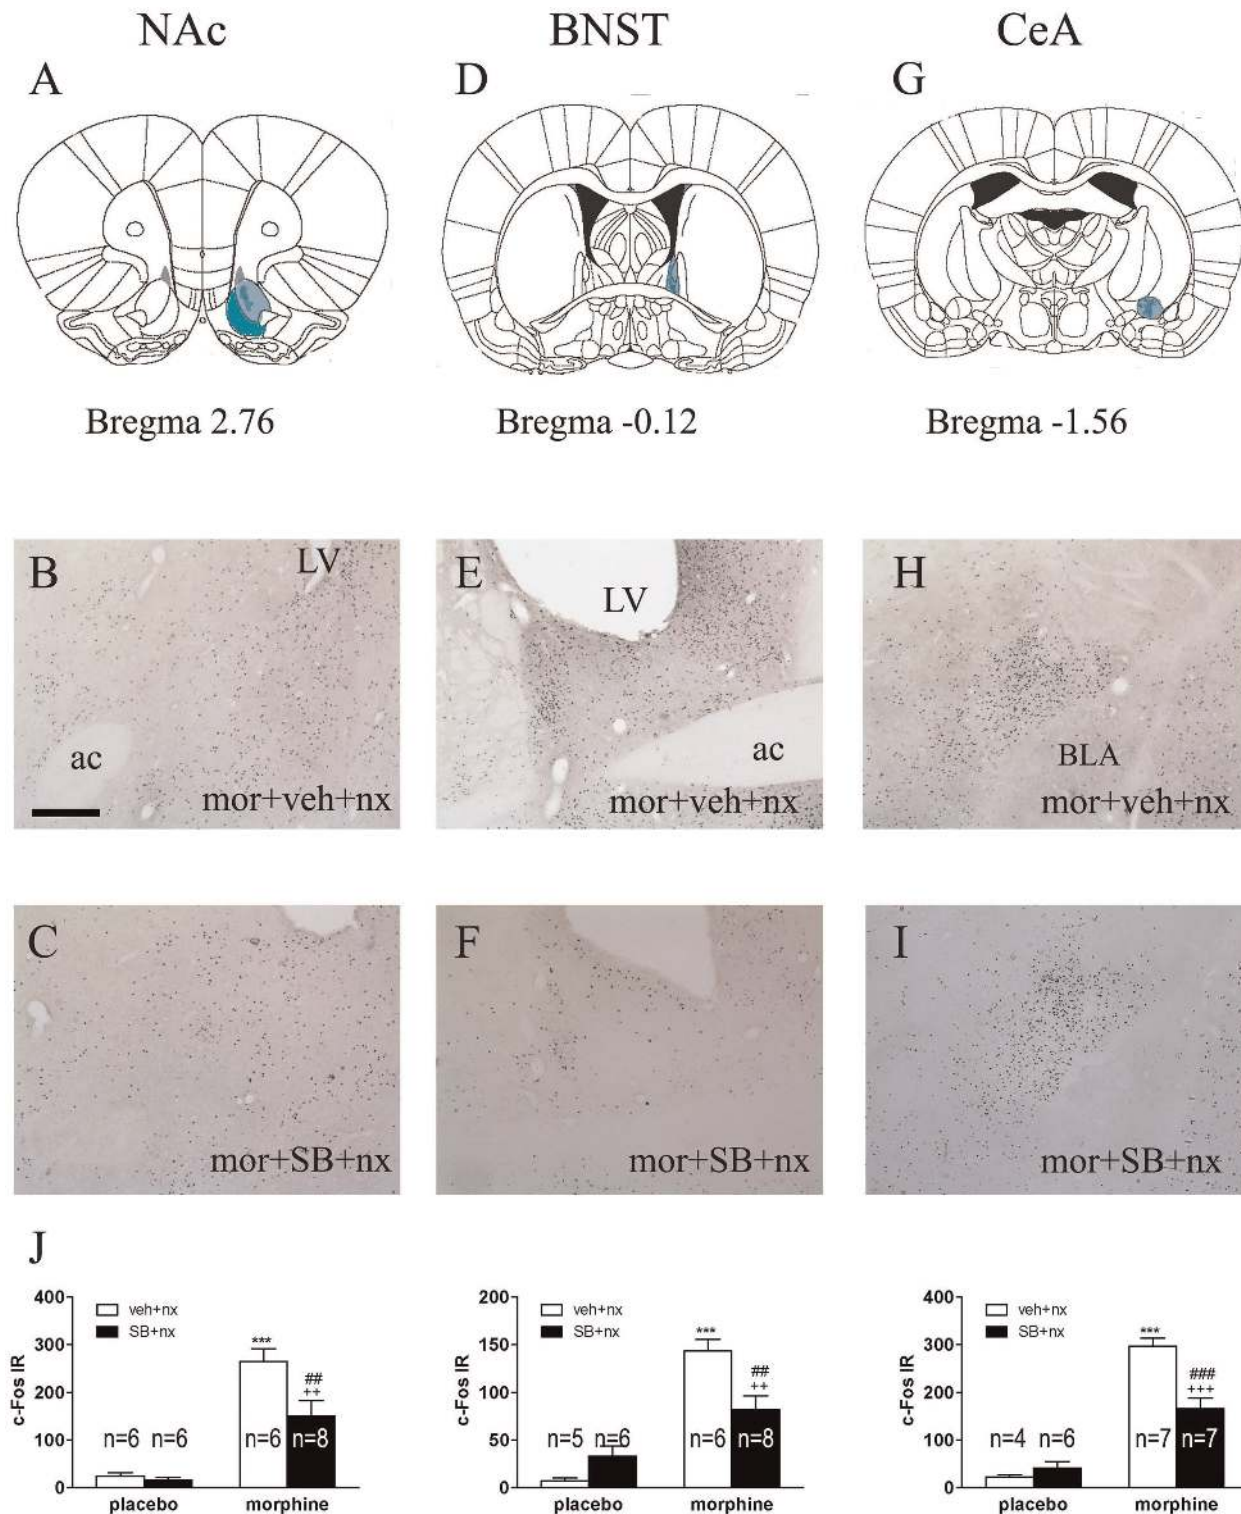 NAc BNST CeA
A D G
Bregma 2.76 Bregma -0.12 Bregma -1.56
B LV E H
LV
ac ac BLA
mor+veh+nx mor+veh+nx mor+veh+nx
C F I
mor+SB+nx mor+SB+nx mor+SB+nx
J
400
300
200
100
0
c-Fos IR
veh+nx
SB+nx
***
##
++
n=6 n=6 n=6 n=8
placebo morphine
200
150
100
50
0
c-Fos IR
veh+nx
SB+nx
***
##
++
n=5 n=6 n=6 n=8
placebo morphine
400
300
200
100
0
c-Fos IR
veh+nx
SB+nx
***
###
+++
n=4 n=6 n=7 n=7
placebo morphine